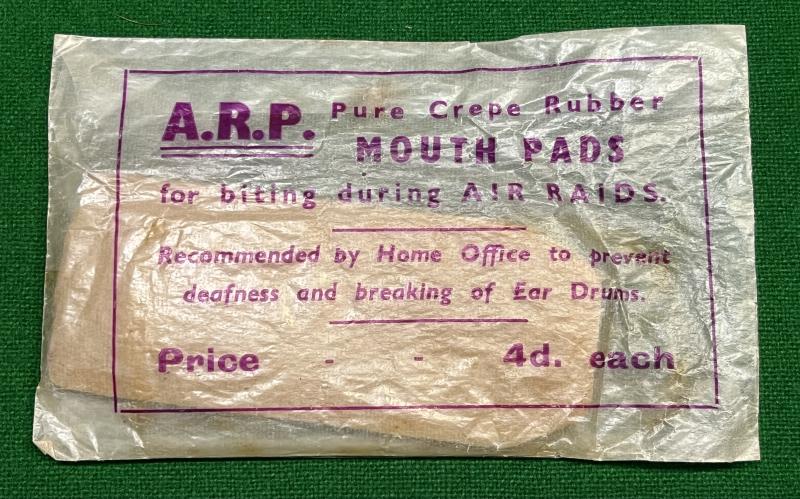 A.R.P. Pure Crepe Rubber
MOUTH PADS
for biting during AIR RAIDS.
Recommended by Home Office to prevent
deafness and breaking of Ear Drums.
Price - - 4d. each